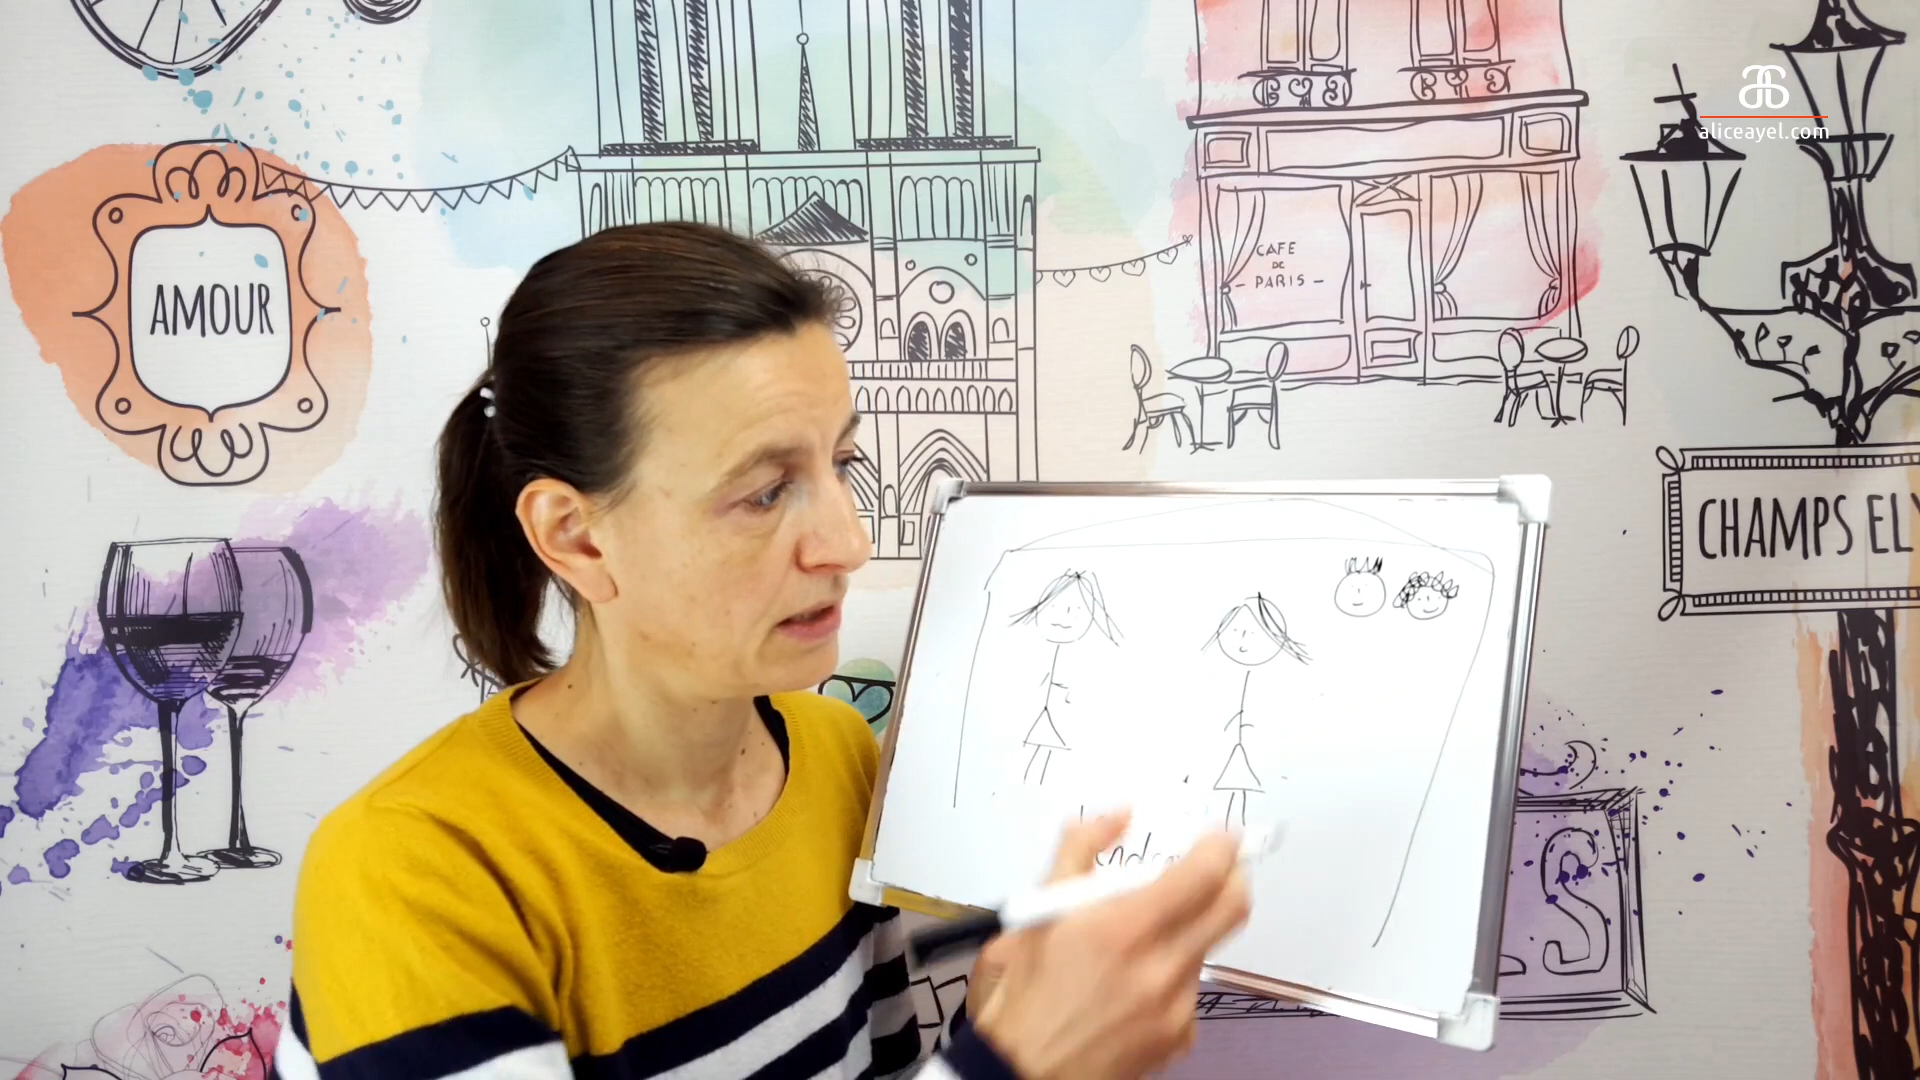 aliceayel.com
AMOUR
CAFE
DE
- PARIS -
CHAMPS EL